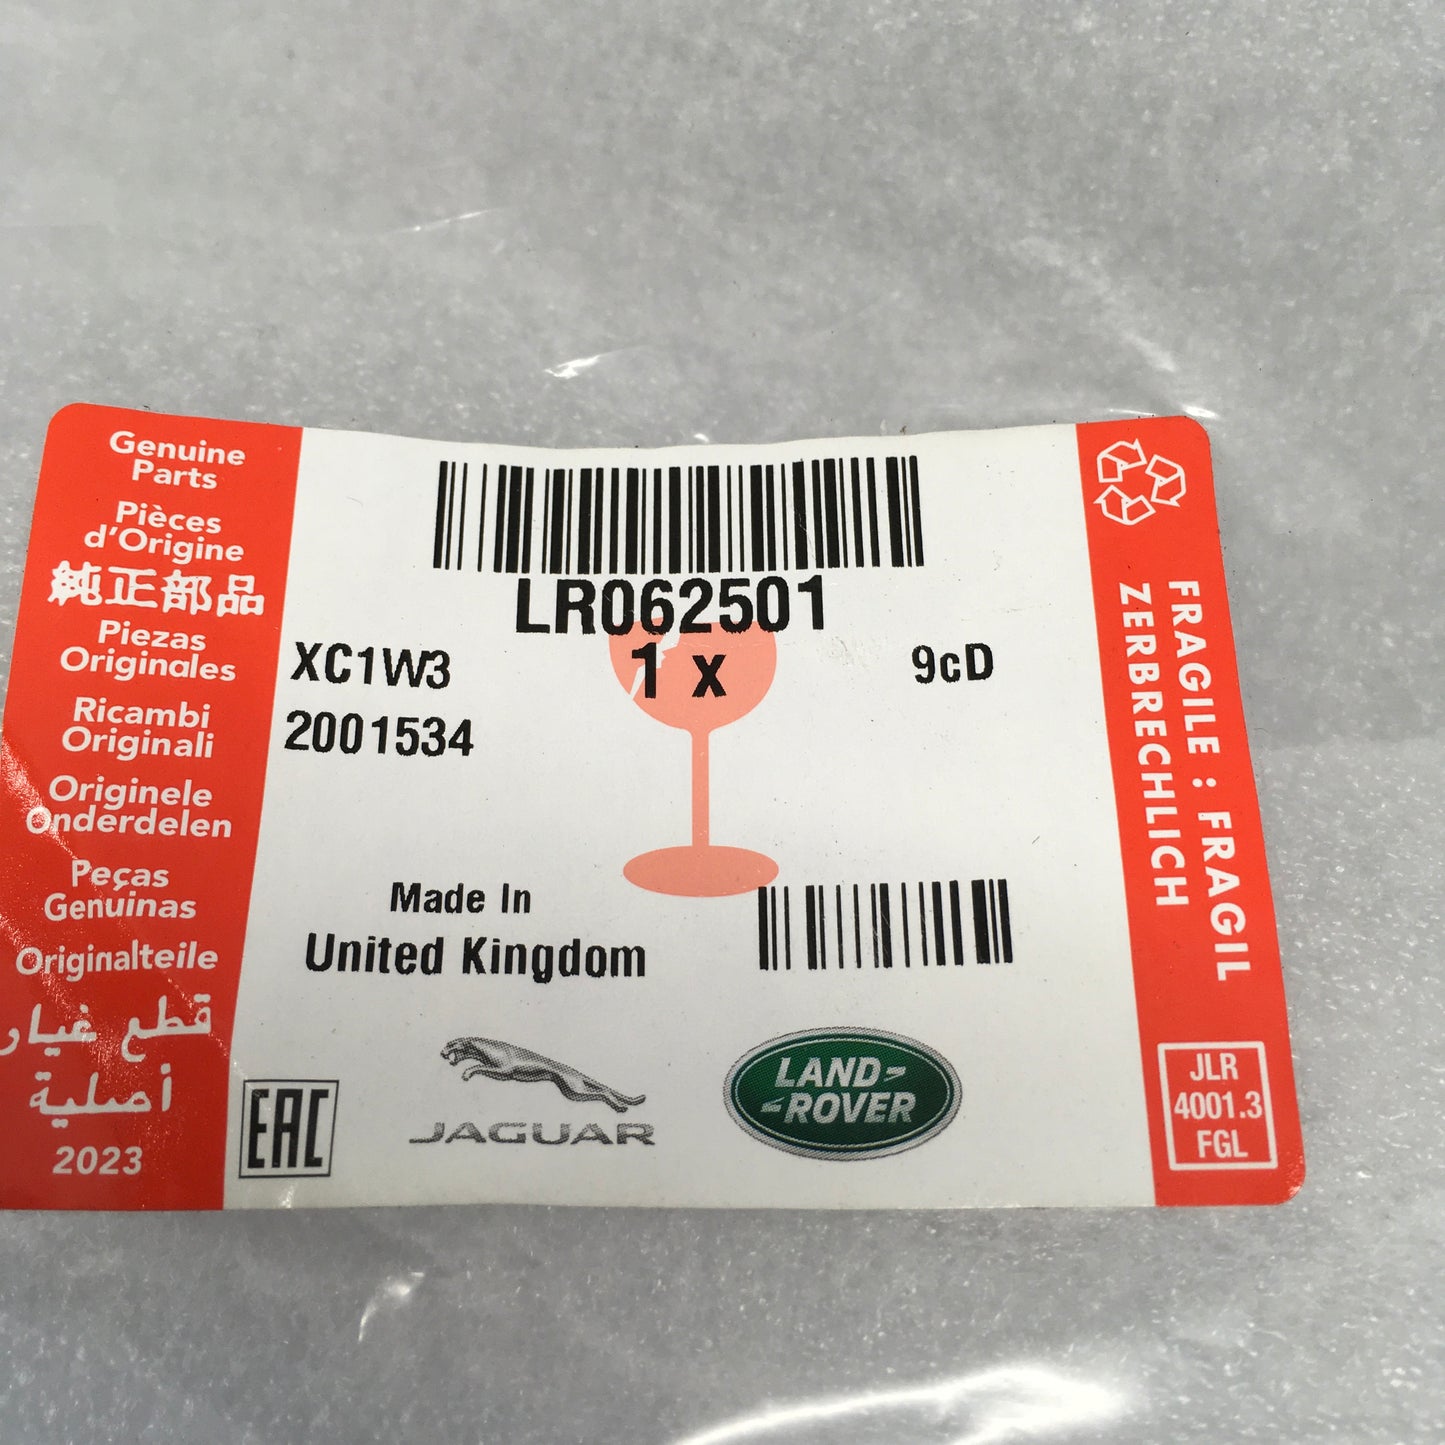 Genuine
Parts
Pièces
d'Origine
純正部品
Piezas
Originales
Ricambi
Originali
Originele
Onderdelen
Peças
Genuinas
Originalteile
قطع غيار
أصلية
2023
LR062501
XC1W3
1 x
9cD
2001534
Made In
United Kingdom
EAC
JAGUAR
LAND-
-ROVER
FRAGILE : FRAGIL
ZERBRECHLICH
JLR
4001.3
FGL